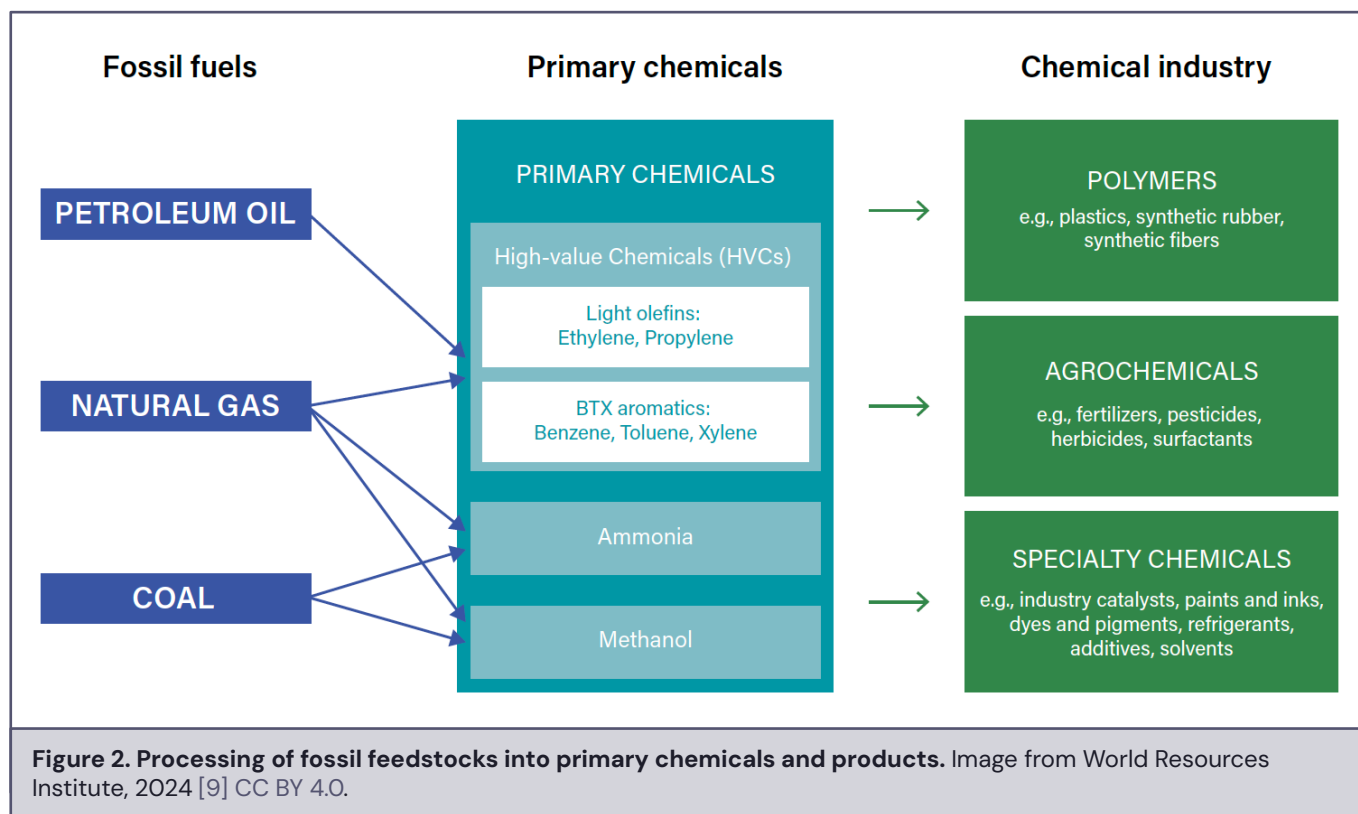 Fossil fuels
Primary chemicals
Chemical industry
PETROLEUM OIL
NATURAL GAS
COAL
PRIMARY CHEMICALS
High-value Chemicals (HVCs)
Light olefins:
Ethylene, Propylene
BTX aromatics:
Benzene, Toluene, Xylene
Ammonia
Methanol
POLYMERS
e.g., plastics, synthetic rubber,
synthetic fibers
AGROCHEMICALS
e.g., fertilizers, pesticides,
herbicides, surfactants
SPECIALTY CHEMICALS
e.g., industry catalysts, paints and inks,
dyes and pigments, refrigerants,
additives, solvents
Figure 2. Processing of fossil feedstocks into primary chemicals and products. Image from World Resources
Institute, 2024 [9] CC BY 4.0.